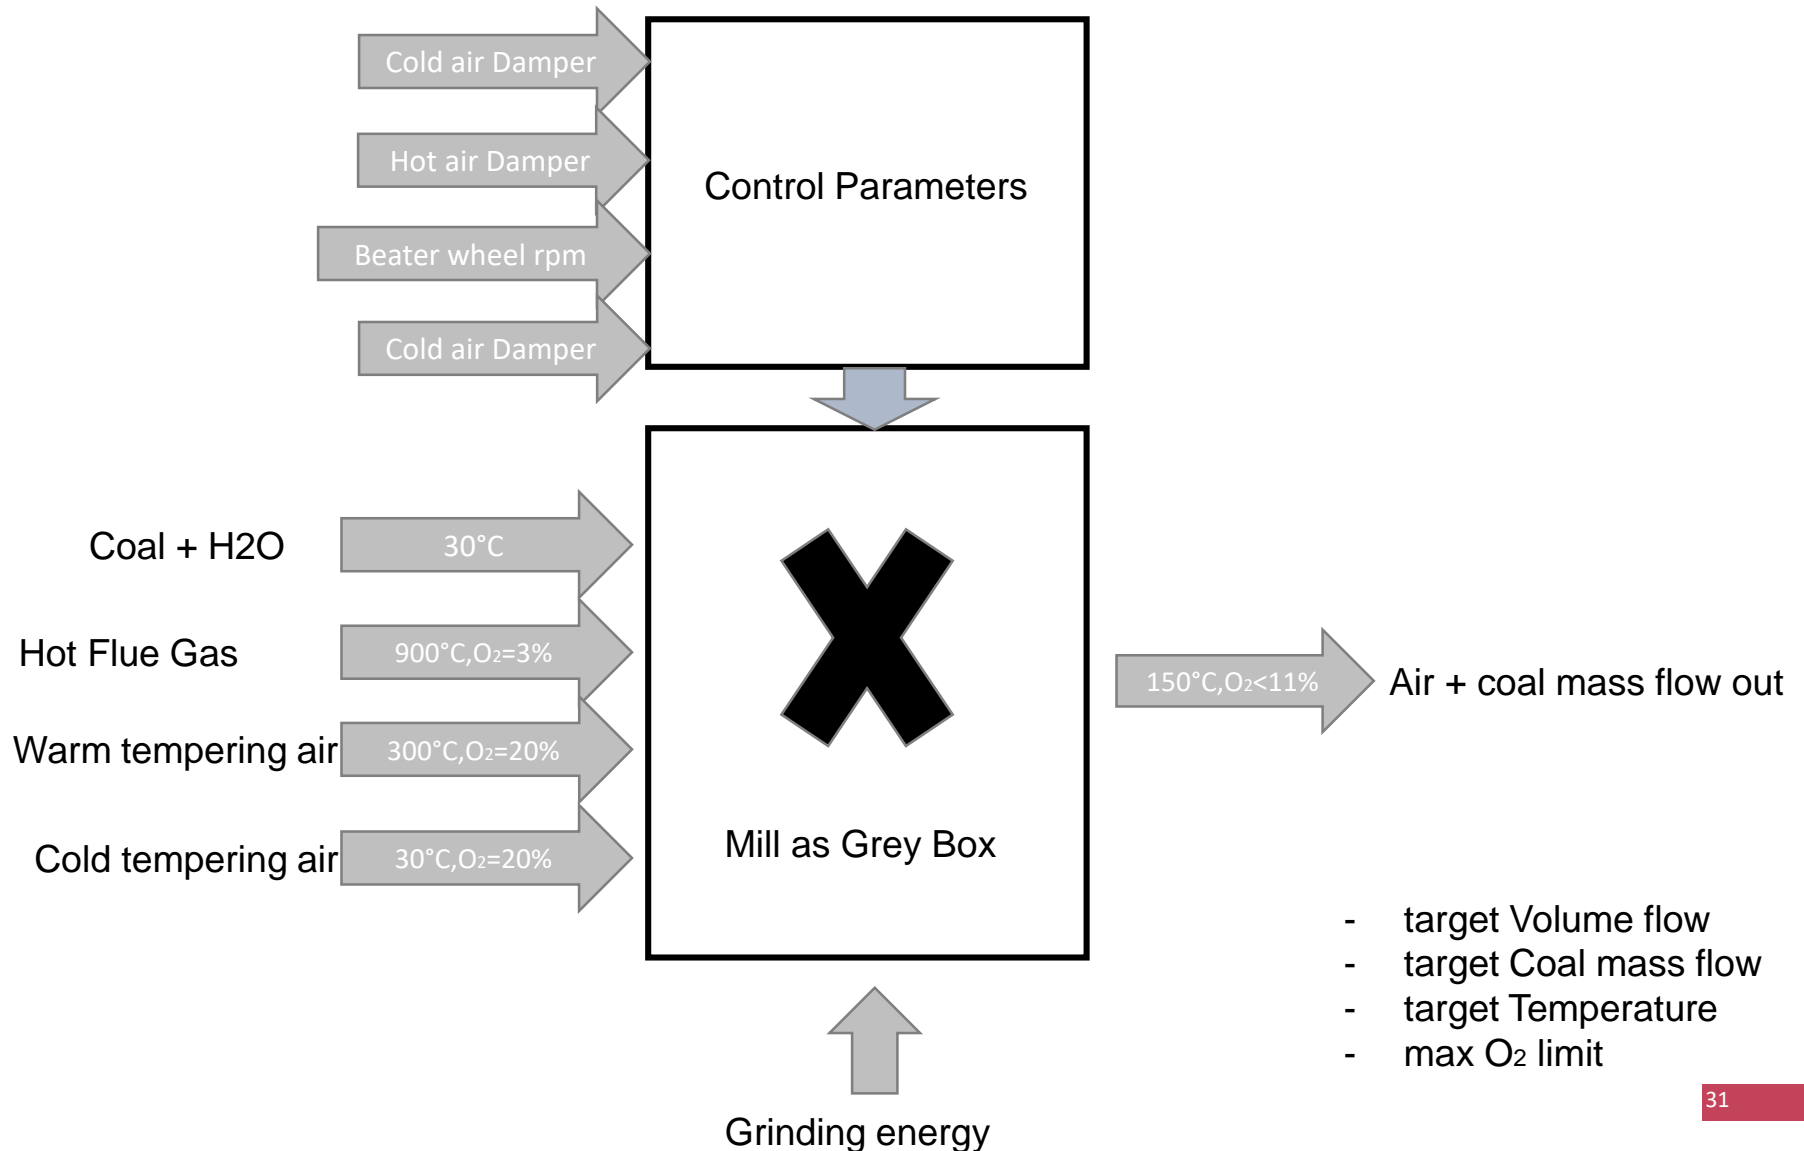 Cold air Damper
Hot air Damper
Beater wheel rpm
Cold air Damper
Control Parameters
Coal + H2O
30°C
Hot Flue Gas
900°C,O₂=3%
Warm tempering air
300°C,O₂=20%
Cold tempering air
30°C,O₂=20%
Mill as Grey Box
150°C,O₂<11%
Air + coal mass flow out
- target Volume flow
- target Coal mass flow
- target Temperature
- max O₂ limit
Grinding energy
31